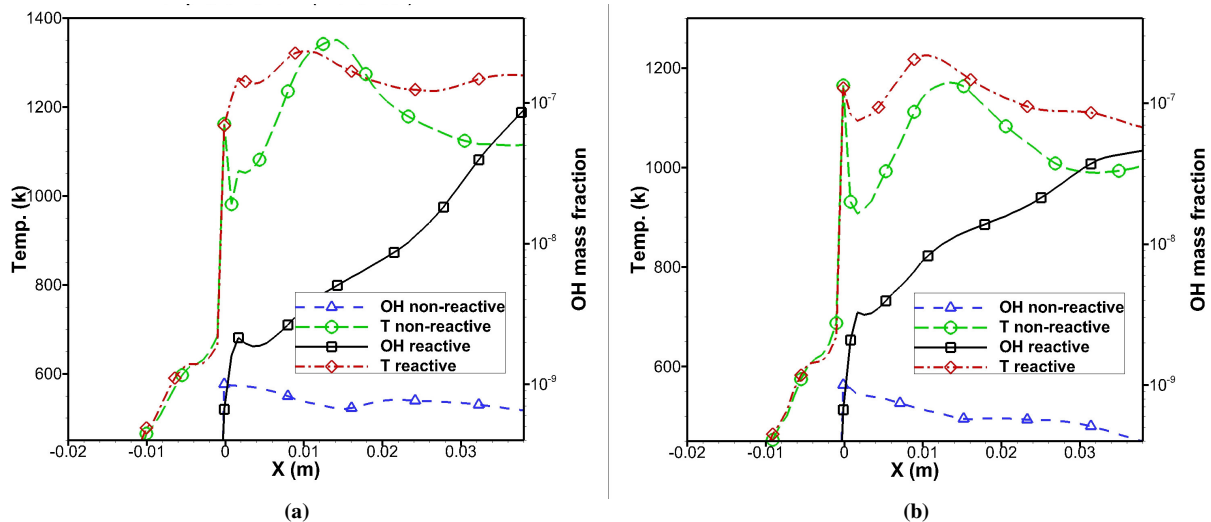 1400
1200
1000
800
600
Temp. (k)
10⁻⁷
10⁻⁸
10⁻⁹
OH mass fraction
OH non-reactive
T non-reactive
OH reactive
T reactive
-0.02
-0.01
0
0.01
0.02
0.03
X (m)
(a)
1200
1000
800
600
Temp. (k)
10⁻⁷
10⁻⁸
10⁻⁹
OH mass fraction
OH non-reactive
T non-reactive
OH reactive
T reactive
-0.02
-0.01
0
0.01
0.02
0.03
X (m)
(b)